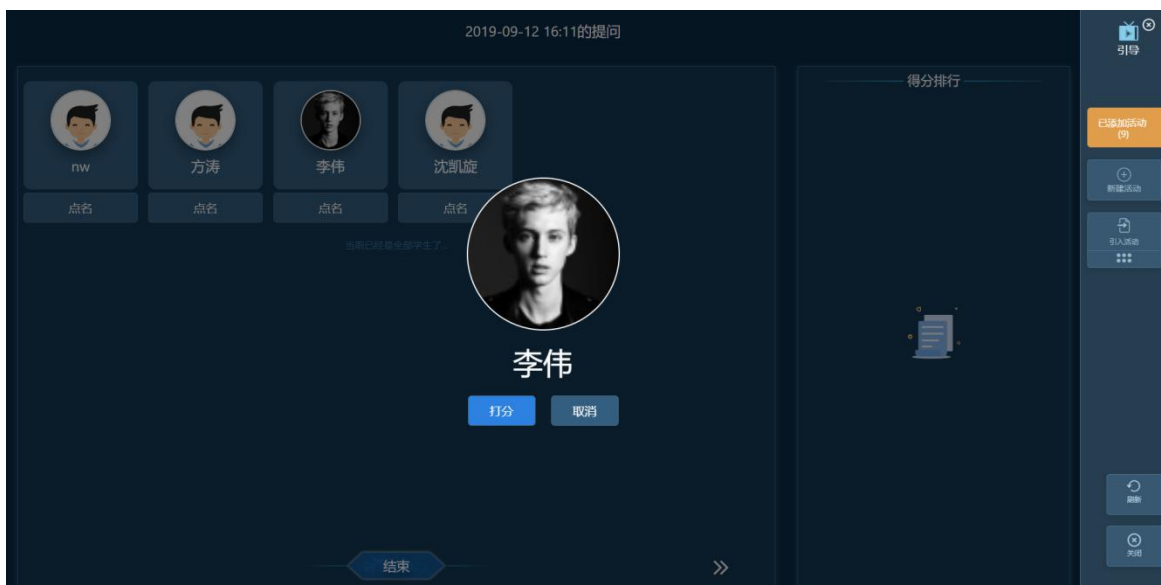 2019-09-12 16:11的提问
引导
得分排行
已添加活动
(9)
nw
方涛
李伟
沈凯旋
新建活动
点名
点名
点名
点名
引入活动
李伟
打分
取消
刷新
关闭
结束